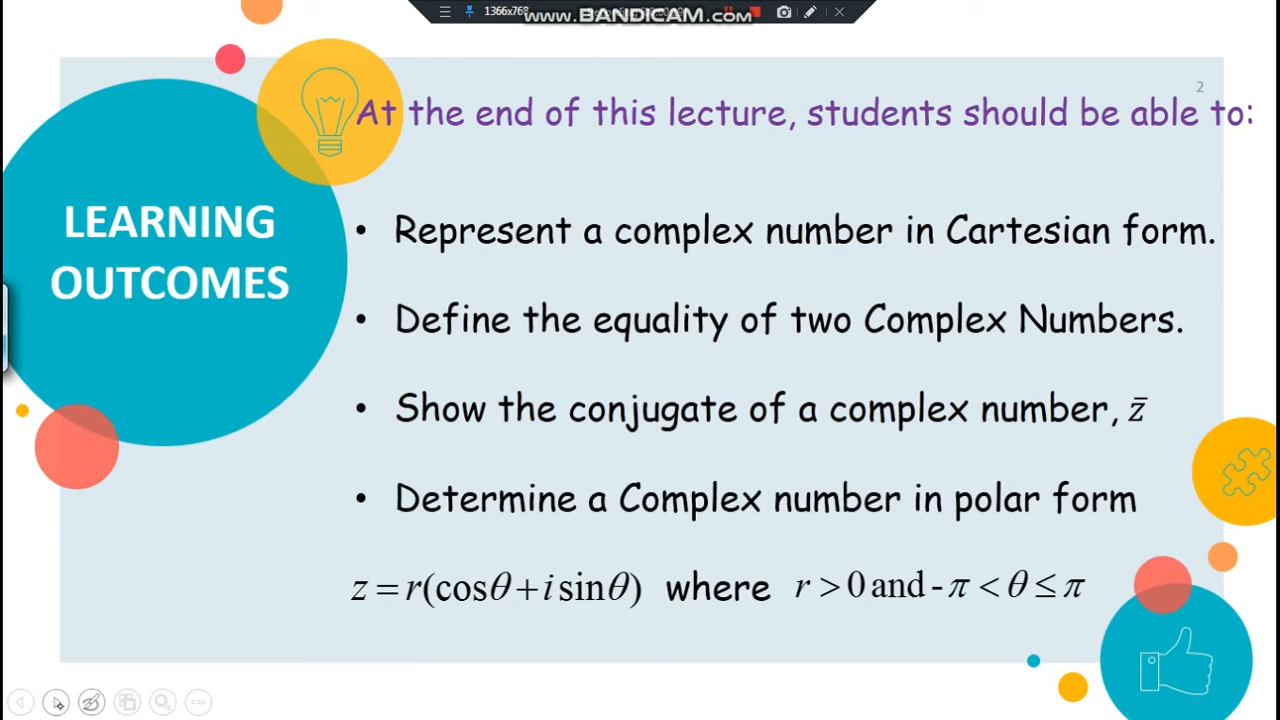 1366x768
www.BANDICAM.com
2
At the end of this lecture, students should be able to:
LEARNING
OUTCOMES
• Represent a complex number in Cartesian form.
• Define the equality of two Complex Numbers.
• Show the conjugate of a complex number, z̄
• Determine a Complex number in polar form
z = r(cosθ + i sinθ) where r > 0 and - π < θ ≤ π